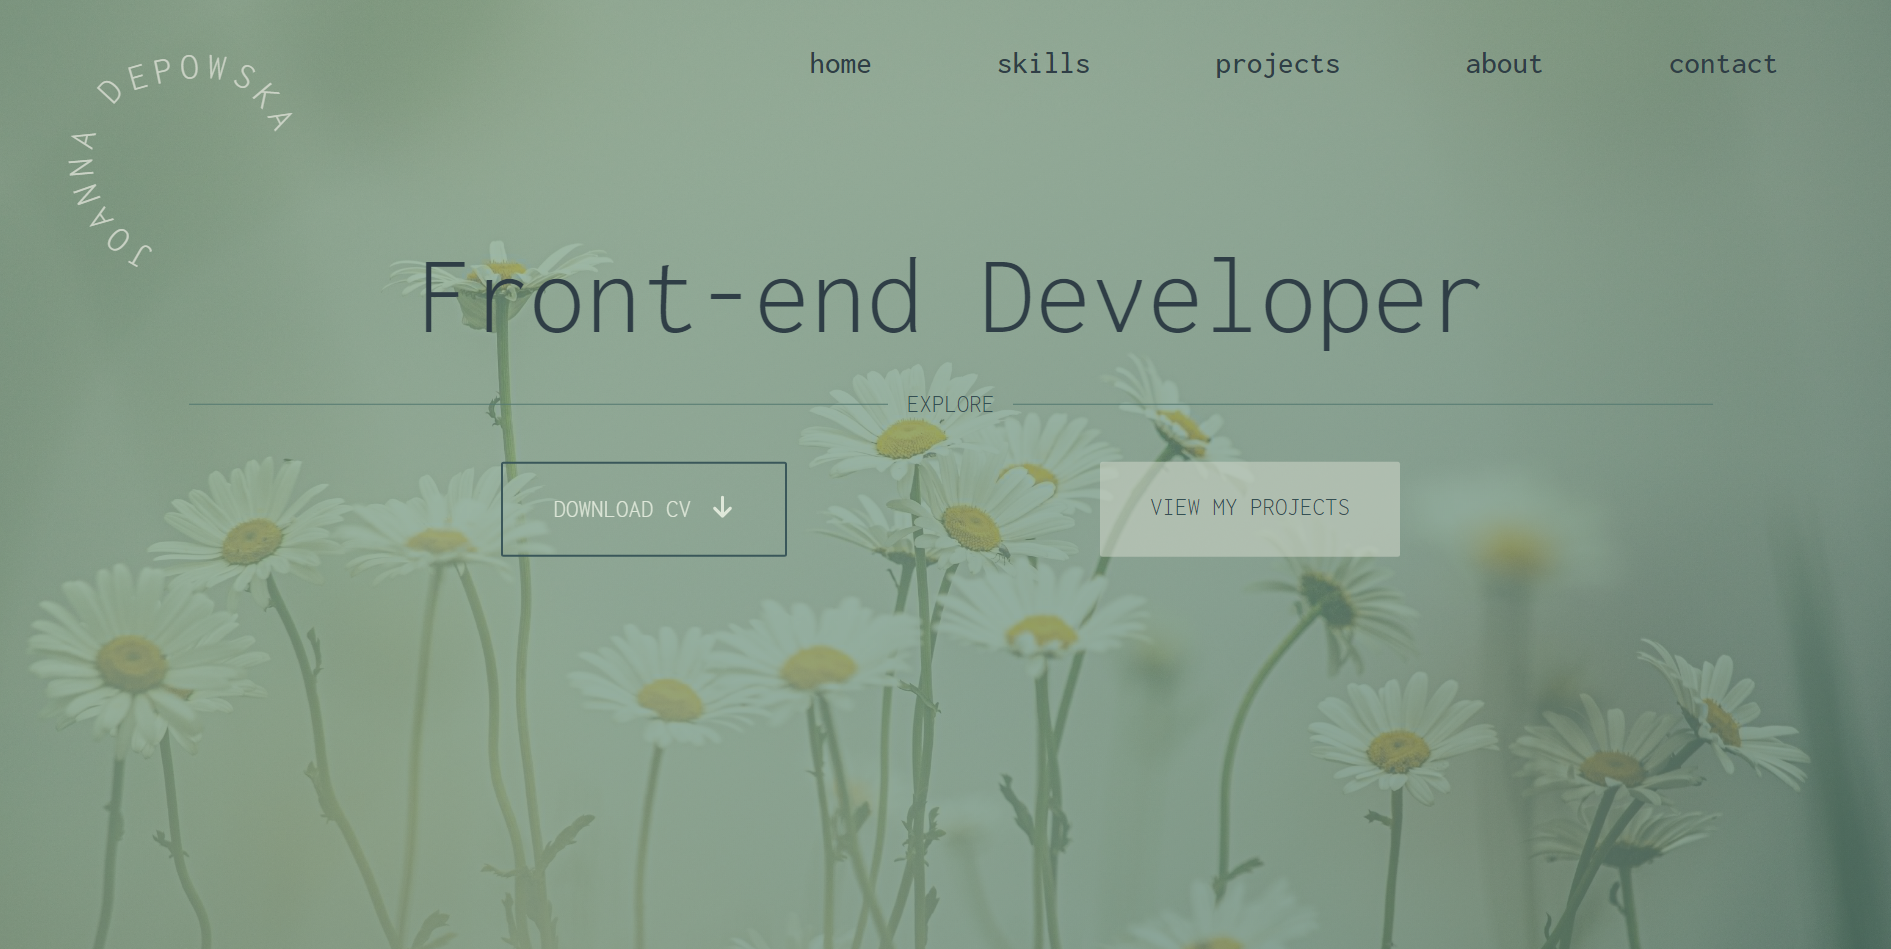 JOANNA DEPOWSKA
home skills projects about contact
Front-end Developer
EXPLORE
DOWNLOAD CV
VIEW MY PROJECTS